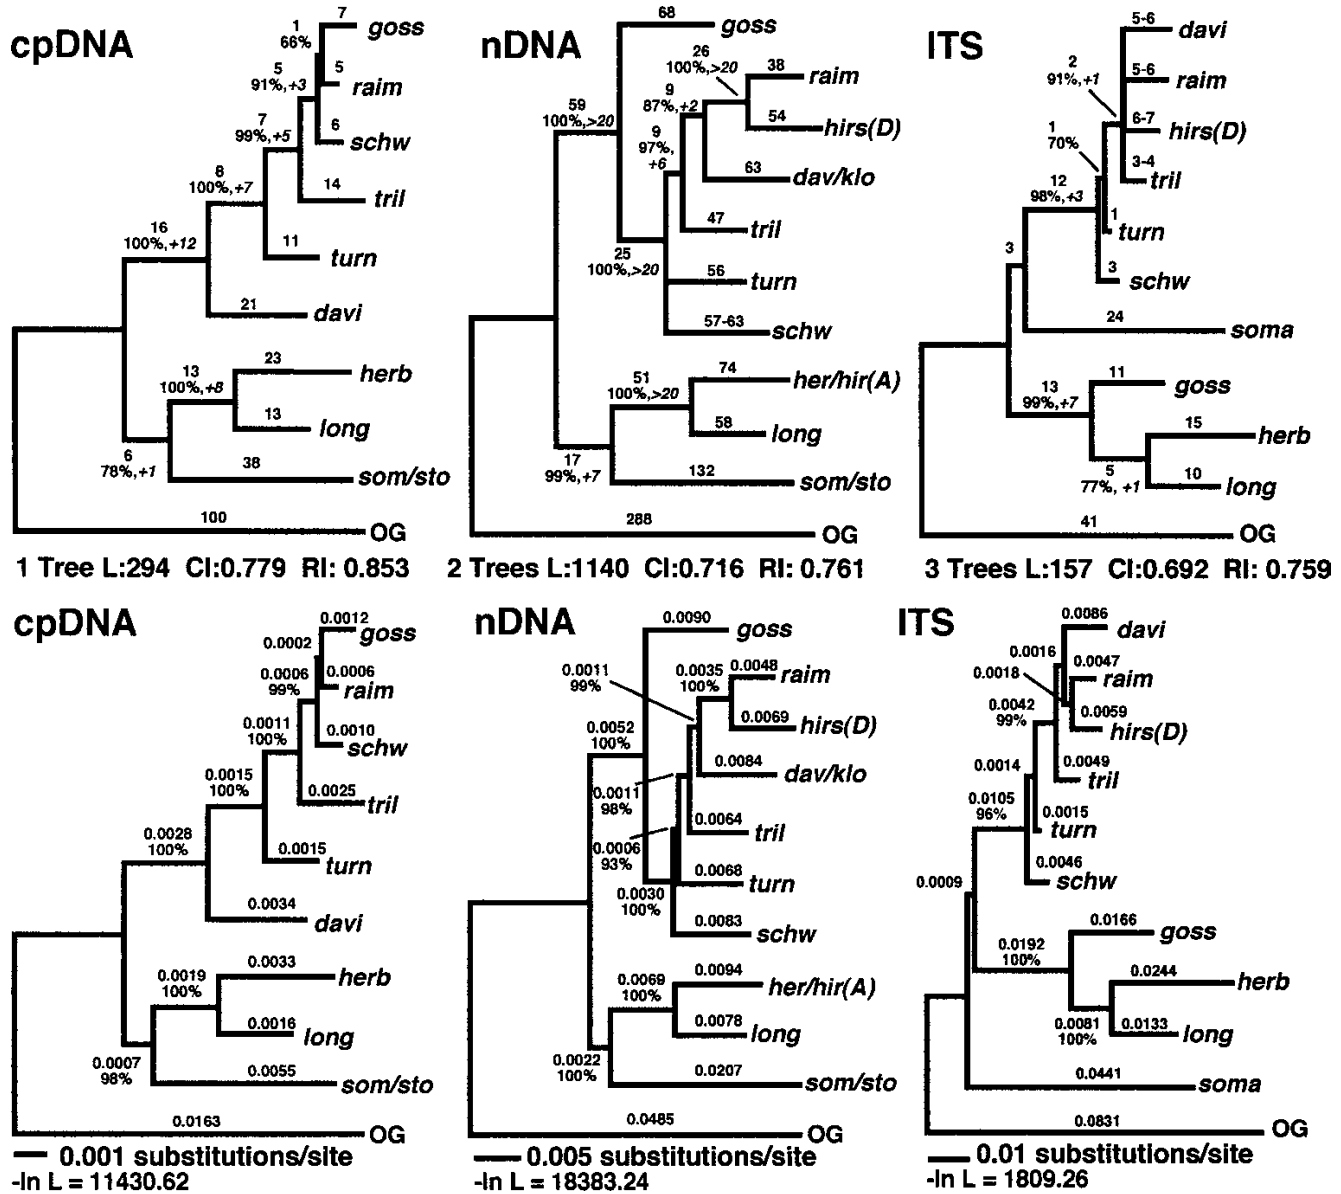 cpDNA
7
goss
1
66%
5
91%,+3
5
raim
7
99%,+5
6
schw
8
100%,+7
14
tril
16
100%,+12
11
turn
21
davi
13
100%,+8
23
herb
13
long
6
78%,+1
38
som/sto
100
OG
1 Tree L:294 CI:0.779 RI: 0.853
nDNA
68
goss
26
100%,>20
38
raim
9
87%,+2
59
100%,>20
54
hirs(D)
9
97%,
+6
63
dav/klo
47
tril
25
100%,>20
56
turn
57-63
schw
51
100%,>20
74
her/hir(A)
58
long
17
99%,+7
132
som/sto
288
OG
2 Trees L:1140 CI:0.716 RI: 0.761
ITS
5-6
davi
2
91%,+1
5-6
raim
6-7
hirs(D)
1
70%
3-4
tril
12
98%,+3
1
turn
3
3
schw
24
soma
13
99%,+7
11
goss
15
herb
5
77%, +1
10
long
41
OG
3 Trees L:157 CI:0.692 RI: 0.759
cpDNA
0.0012
goss
0.0002
0.0006
99%
0.0006
raim
0.0011
100%
0.0010
schw
0.0015
100%
0.0025
tril
0.0028
100%
0.0015
turn
0.0034
davi
0.0019
100%
0.0033
herb
0.0016
long
0.0007
98%
0.0055
som/sto
0.0163
OG
0.001 substitutions/site
-ln L = 11430.62
nDNA
0.0090
goss
0.0011
99%
0.0035
100%
0.0048
raim
0.0052
100%
0.0069
hirs(D)
0.0084
dav/klo
0.0011
98%
0.0064
tril
0.0006
93%
0.0068
turn
0.0030
100%
0.0083
schw
0.0069
100%
0.0094
her/hir(A)
0.0078
long
0.0022
100%
0.0207
som/sto
0.0485
OG
0.005 substitutions/site
-ln L = 18383.24
ITS
0.0086
davi
0.0016
0.0018
0.0047
raim
0.0042
99%
0.0059
hirs(D)
0.0014
0.0049
tril
0.0105
96%
0.0015
turn
0.0046
schw
0.0009
0.0166
goss
0.0192
100%
0.0244
herb
0.0081
100%
0.0133
long
0.0441
soma
0.0831
OG
0.01 substitutions/site
-ln L = 1809.26